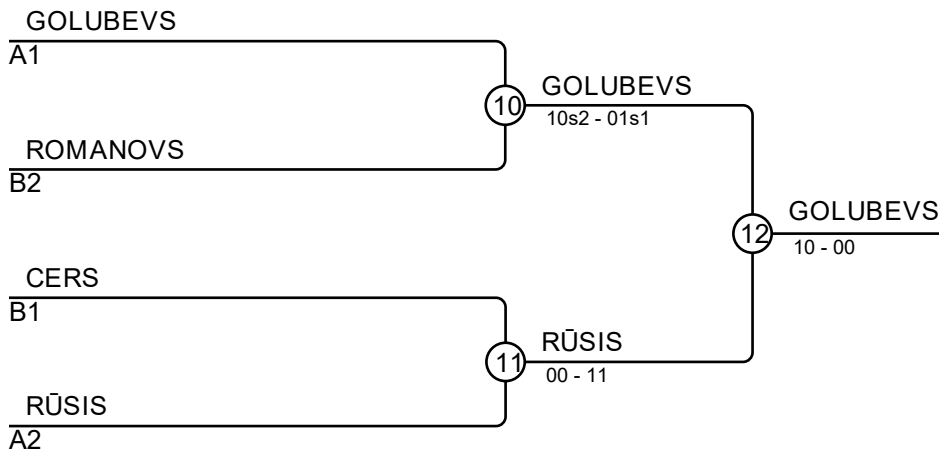 GOLUBEVS
A1
10
GOLUBEVS
10s2 - 01s1
ROMANOVS
B2
12
GOLUBEVS
10 - 00
CERS
B1
11
RŪSIS
00 - 11
RŪSIS
A2